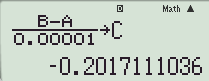 D Math ▲
B-A
0.00001 →C
-0.2017111036